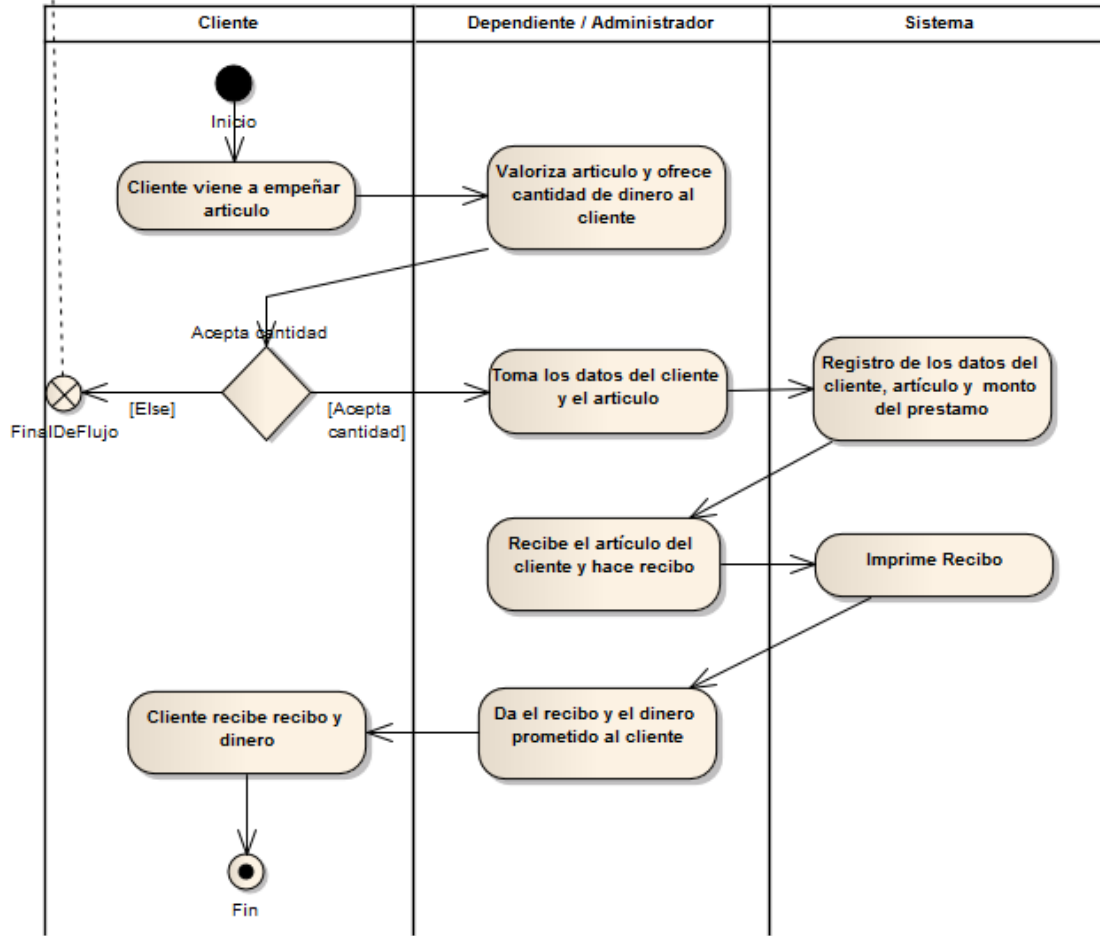 Cliente
Dependiente / Administrador
Sistema
Inicio
Cliente viene a empeñar
articulo
Valoriza articulo y ofrece
cantidad de dinero al
cliente
Acepta cantidad
[Else]
FinalDeFlujo
[Acepta
cantidad]
Toma los datos del cliente
y el articulo
Registro de los datos del
cliente, artículo y monto
del prestamo
Recibe el artículo del
cliente y hace recibo
Imprime Recibo
Da el recibo y el dinero
prometido al cliente
Cliente recibe recibo y
dinero
Fin